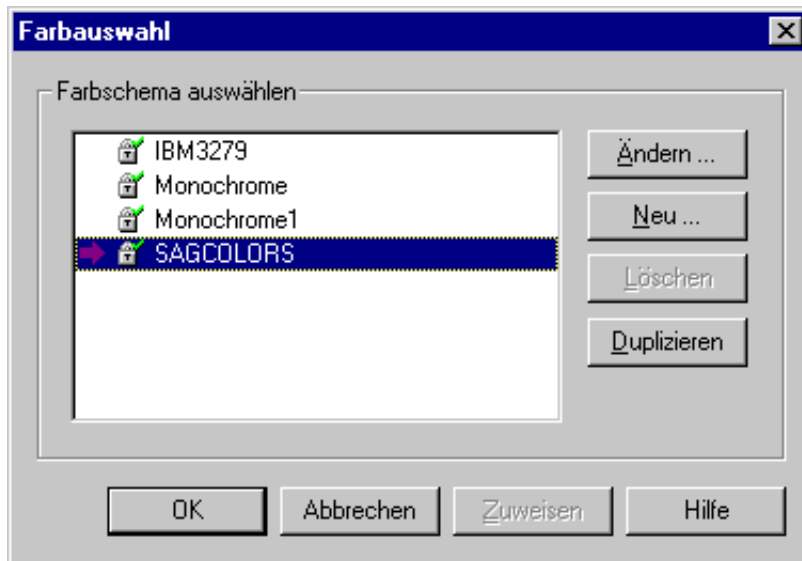 Farbauswahl
Farbschema auswählen
IBM3279
Monochrome
Monochrome1
SAGCOLORS
Ändern ...
Neu ...
Löschen
Duplizieren
OK
Abbrechen
Zuweisen
Hilfe